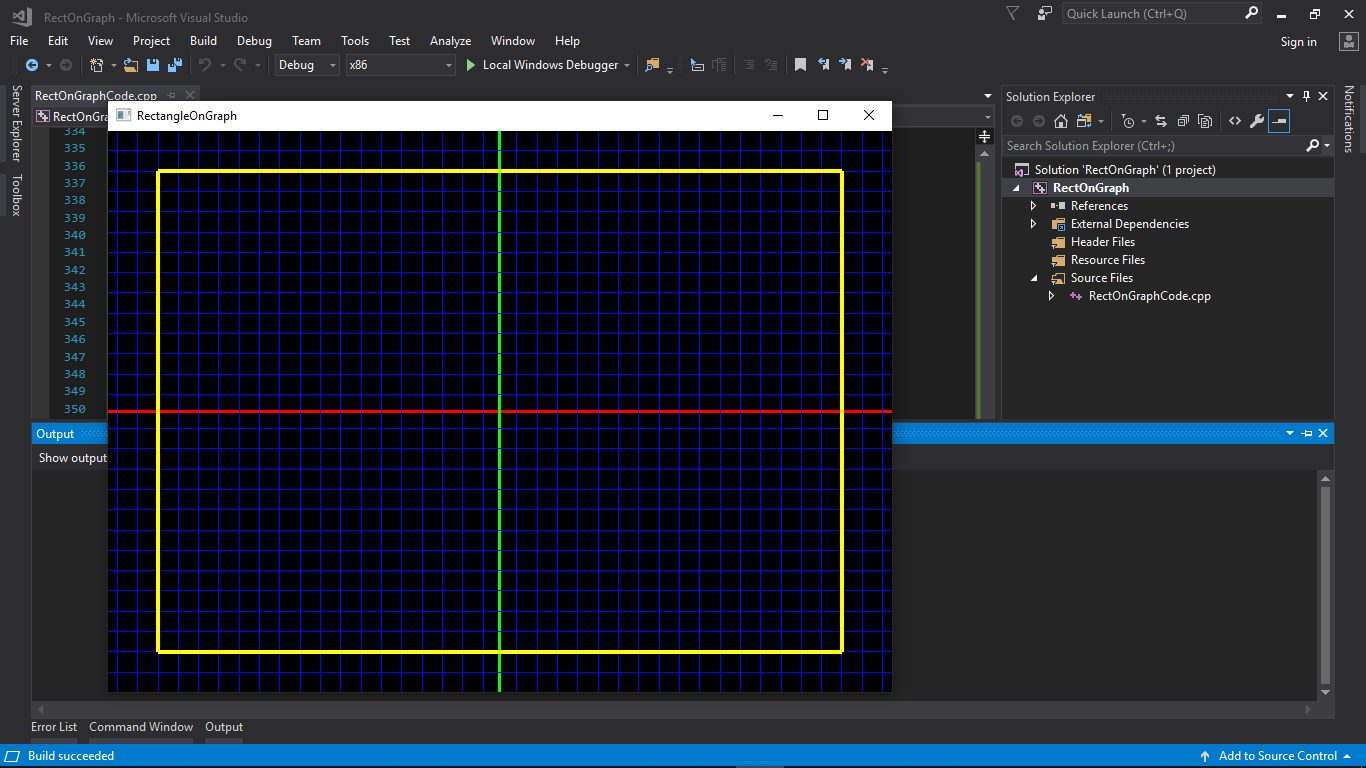 RectOnGraph - Microsoft Visual Studio
Quick Launch (Ctrl+Q)
File Edit View Project Build Debug Team Tools Test Analyze Window Help
Sign in
Debug x86 Local Windows Debugger
Server Explorer
Toolbox
RectOnGraphCode.cpp
RectOnGra
RectangleOnGraph
334
335
336
337
338
339
340
341
342
343
344
345
346
347
348
349
350
Solution Explorer
Search Solution Explorer (Ctrl+;)
Solution 'RectOnGraph' (1 project)
RectOnGraph
References
External Dependencies
Header Files
Resource Files
Source Files
RectOnGraphCode.cpp
Notifications
Output
Show output
Error List Command Window Output
Build succeeded
Add to Source Control